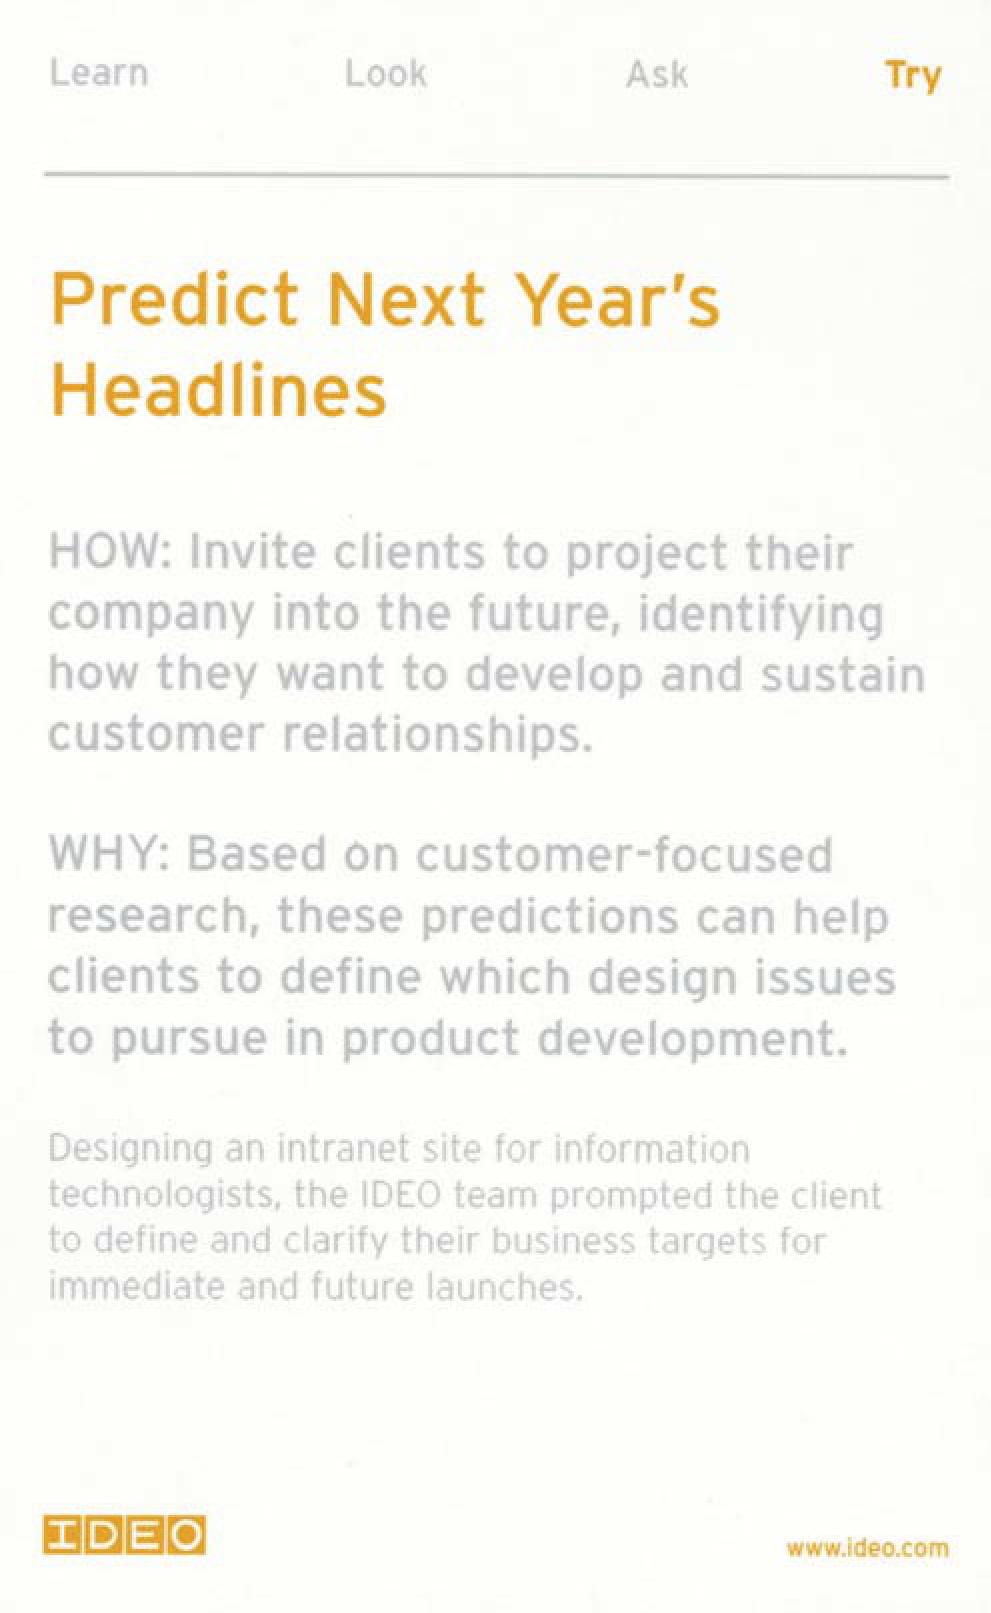 Learn Look Ask Try
Predict Next Year's
Headlines
HOW: Invite clients to project their
company into the future, identifying
how they want to develop and sustain
customer relationships.
WHY: Based on customer-focused
research, these predictions can help
clients to define which design issues
to pursue in product development.
Designing an intranet site for information
technologists, the IDEO team prompted the client
to define and clarify their business targets for
immediate and future launches.
IDEO
www.ideo.com